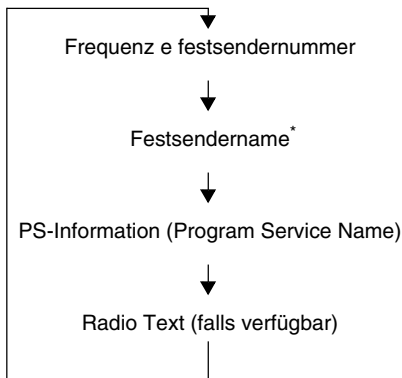 Frequenz e festsendernummer
Festsendername*
PS-Information (Program Service Name)
Radio Text (falls verfügbar)